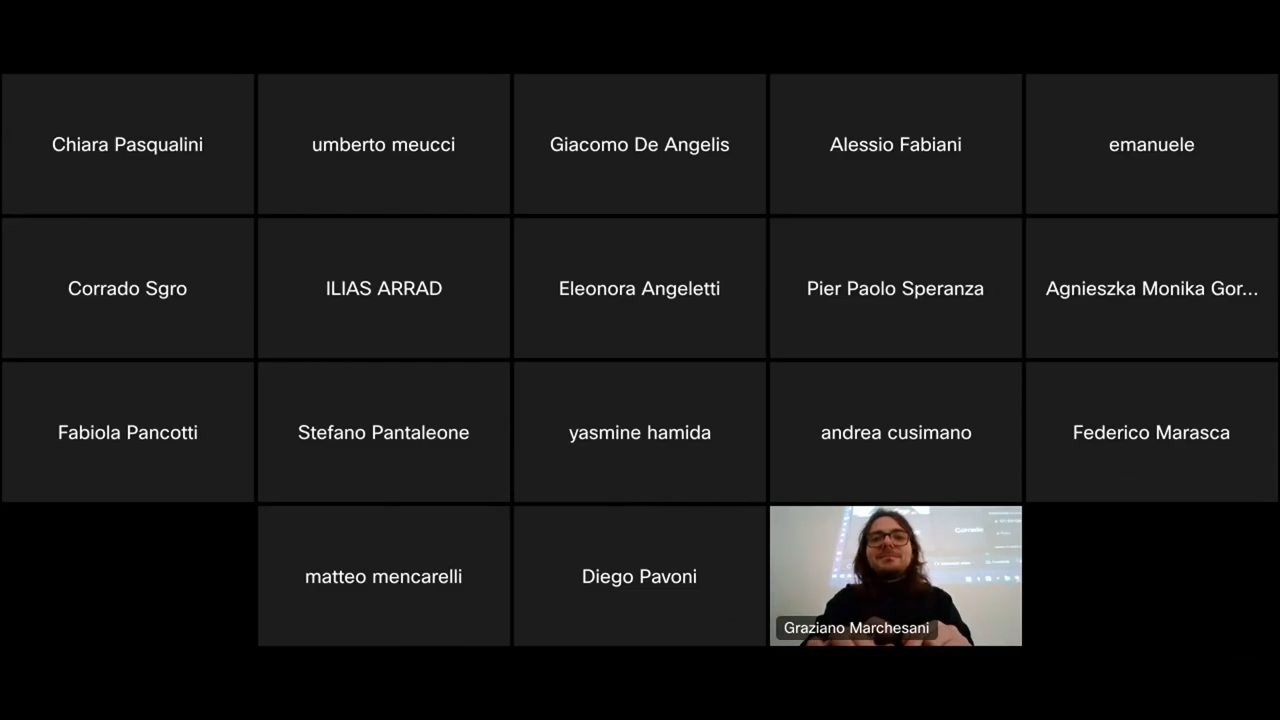 Chiara Pasqualini
umberto meucci
Giacomo De Angelis
Alessio Fabiani
emanuele
Corrado Sgro
ILIAS ARRAD
Eleonora Angeletti
Pier Paolo Speranza
Agnieszka Monika Gor...
Fabiola Pancotti
Stefano Pantaleone
yasmine hamida
andrea cusimano
Federico Marasca
matteo mencarelli
Diego Pavoni
Graziano Marchesani